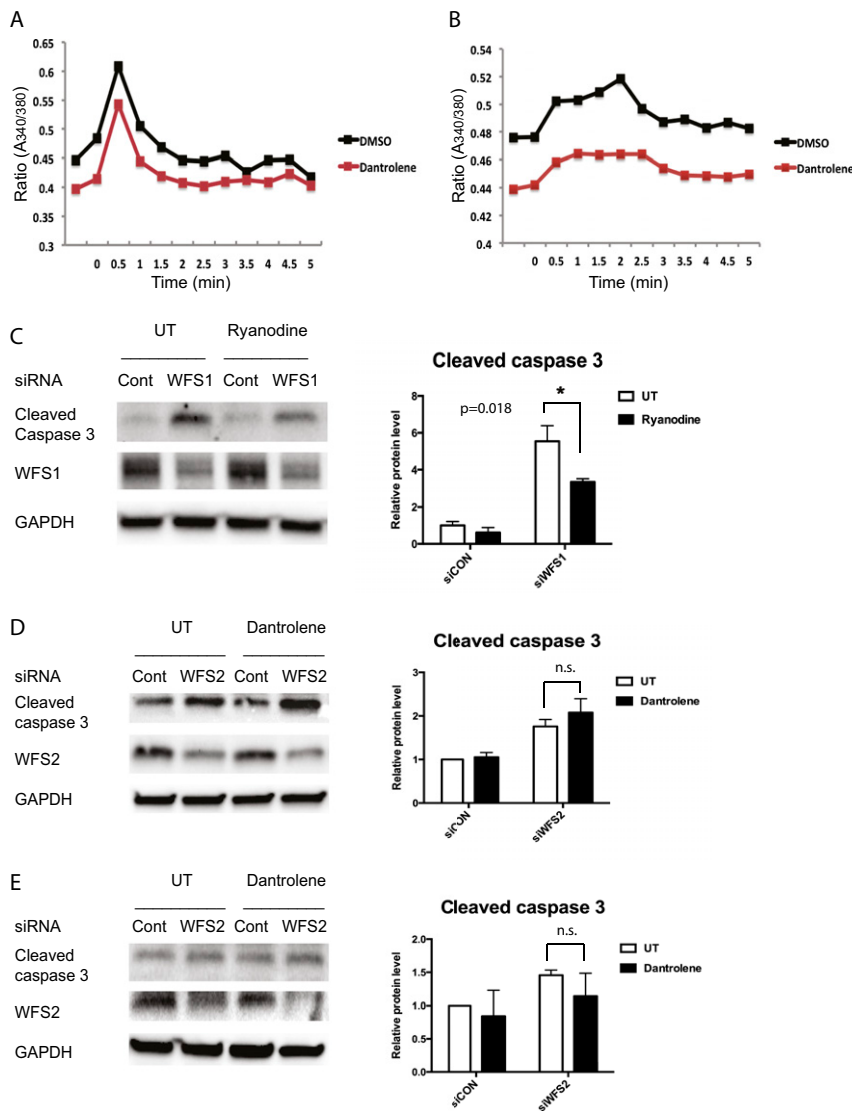 A
0.65
0.6
0.55
0.5
0.45
0.4
0.35
0.3
Ratio (A340/380)
0 0.5 1 1.5 2 2.5 3 3.5 4 4.5 5
Time (min)
DMSO
Dantrolene
B
0.54
0.52
0.5
0.48
0.46
0.44
0.42
0.4
Ratio (A340/380)
0 0.5 1 1.5 2 2.5 3 3.5 4 4.5 5
Time (min)
DMSO
Dantrolene
C
UT Ryanodine
siRNA Cont WFS1 Cont WFS1
Cleaved
Caspase 3
WFS1
GAPDH
Cleaved caspase 3
8
6
4
2
0
Relative protein level
p=0.018
*
UT
Ryanodine
siCON
siWFS1
D
UT Dantrolene
siRNA Cont WFS2 Cont WFS2
Cleaved
caspase 3
WFS2
GAPDH
Cleaved caspase 3
3
2
1
0
Relative protein level
n.s.
UT
Dantrolene
siCON
siWFS2
E
UT Dantrolene
siRNA Cont WFS2 Cont WFS2
Cleaved
caspase 3
WFS2
GAPDH
Cleaved caspase 3
2.0
1.5
1.0
0.5
0.0
Relative protein level
n.s.
UT
Dantrolene
siCON
siWFS2